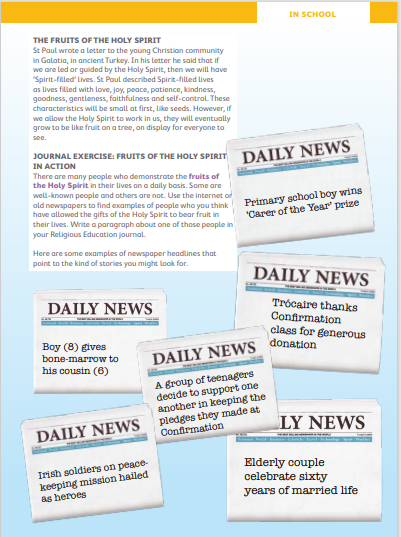 IN SCHOOL
THE FRUITS OF THE HOLY SPIRIT
St Paul wrote a letter to the young Christian community
in Galatia, in ancient Turkey. In his letter he said that if
we are led or guided by the Holy Spirit, then we will have
‘Spirit-filled’ lives. St Paul described Spirit-filled lives
as lives filled with love, joy, peace, patience, kindness,
goodness, gentleness, faithfulness and self-control. These
characteristics will be small at first, like seeds. However, if
we allow the Holy Spirit to work in us, they will eventually
grow to be like fruit on a tree, on display for everyone to
see.
JOURNAL EXERCISE: FRUITS OF THE HOLY SPIRIT
IN ACTION
There are many people who demonstrate the fruits of
the Holy Spirit in their lives on a daily basis. Some are
well-known people and others are not. Use the internet or
old newspapers to find examples of people who you think
have allowed the gifts of the Holy Spirit to bear fruit in
their lives. Write a paragraph about one of those people in
your Religious Education journal.
Here are some examples of newspaper headlines that
point to the kind of stories you might look for.
DAILY NEWS
Primary school boy wins
‘Carer of the Year’ prize
DAILY NEWS
Trócaire thanks
Confirmation
class for generous
donation
DAILY NEWS
Boy (8) gives
bone-marrow to
his cousin (6)
DAILY NEWS
A group of teenagers
decide to support one
another in keeping the
pledges they made at
Confirmation
DAILY NEWS
Irish soldiers on peace-
keeping mission hailed
as heroes
LY NEWS
Elderly couple
celebrate sixty
years of married life